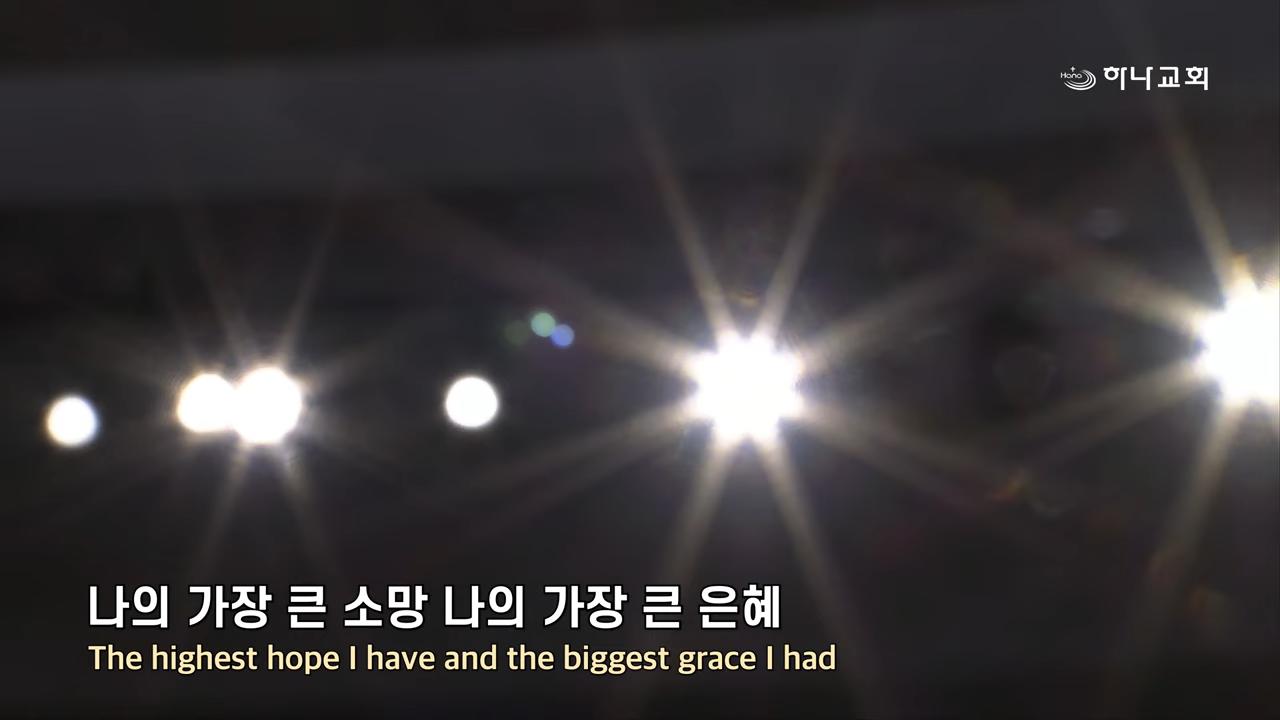 Hana 하나교회
나의 가장 큰 소망 나의 가장 큰 은혜
The highest hope I have and the biggest grace I had